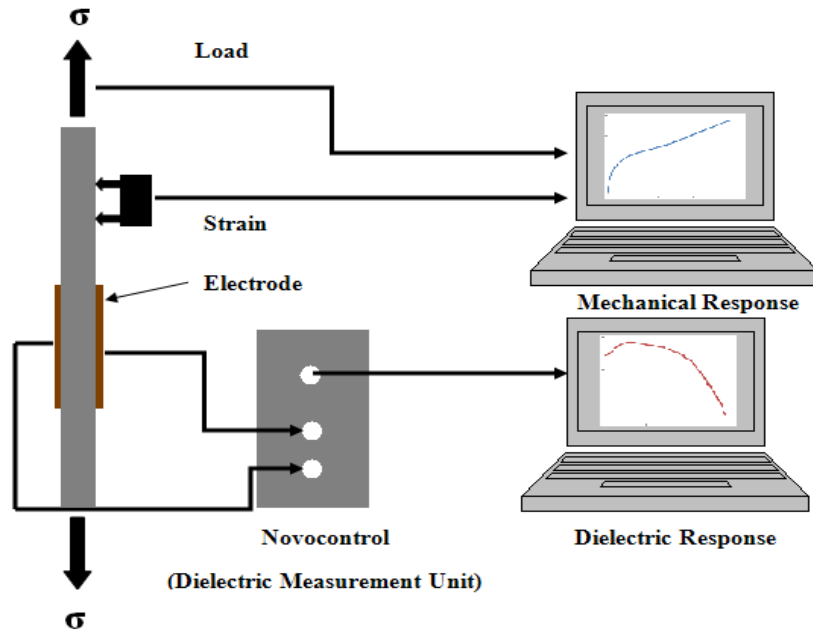 σ
Load
Strain
Electrode
Mechanical Response
Novocontrol
(Dielectric Measurement Unit)
Dielectric Response
σ